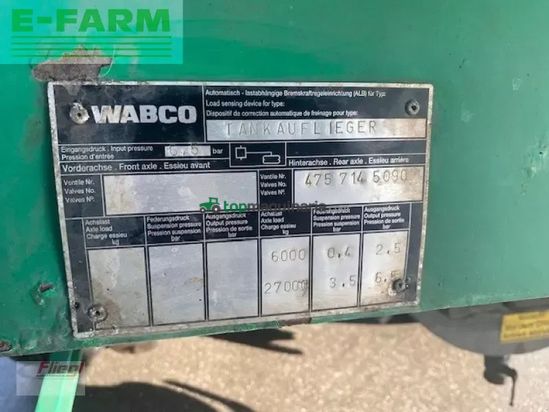 E-FARM
WABCO
Automatisch - lastabhängige Bremskraftregeleinrichtung (ALB) für Typ:
Load sensing device for type:
Dispositif de correction automatique de freinage pour type:
TANKAUFLIEGER
Eingangsdruck . Input pressure
Pression d'entrée
6,5 bar
Vorderachse . Front axle . Essieu avant
Hinterachse . Rear axle . Essieu arrière
Ventile Nr.
Valves No.
Valves No.
Ventile Nr.
Valves No.
Valves No.
475 714 5090
topmaquinaria
Achslast
Axle load
Charge essieu
kg
Federungsdruck
Suspension pressure
Pression suspension
bar
Ausgangsdruck
Output pressure
Pression de sortie
bar
Achslast
Axle load
Charge essieu
kg
Federungsdruck
Suspension pressure
Pression suspension
bar
Ausgangsdruck
Output pressure
Pression de sortie
bar
6000 0,4 2,5
27000 3,5 6,5
Fliegl